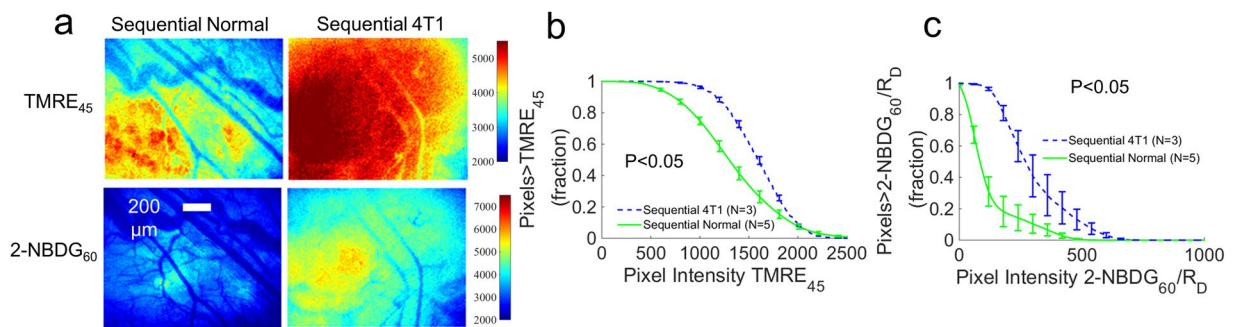 a
Sequential Normal
Sequential 4T1
TMRE45
5000
4000
3000
2000
2-NBDG60
200
µm
7000
6000
5000
4000
3000
2000
b
Pixels>TMRE45
(fraction)
1
0.8
0.6
0.4
0.2
0
P<0.05
Sequential 4T1 (N=3)
Sequential Normal (N=5)
0 500 1000 1500 2000 2500
Pixel Intensity TMRE45
c
Pixels>2-NBDG60/RD
(fraction)
1
0.8
0.6
0.4
0.2
0
P<0.05
Sequential 4T1 (N=3)
Sequential Normal (N=5)
0 200 400 600 800 1000
Pixel Intensity 2-NBDG60/RD